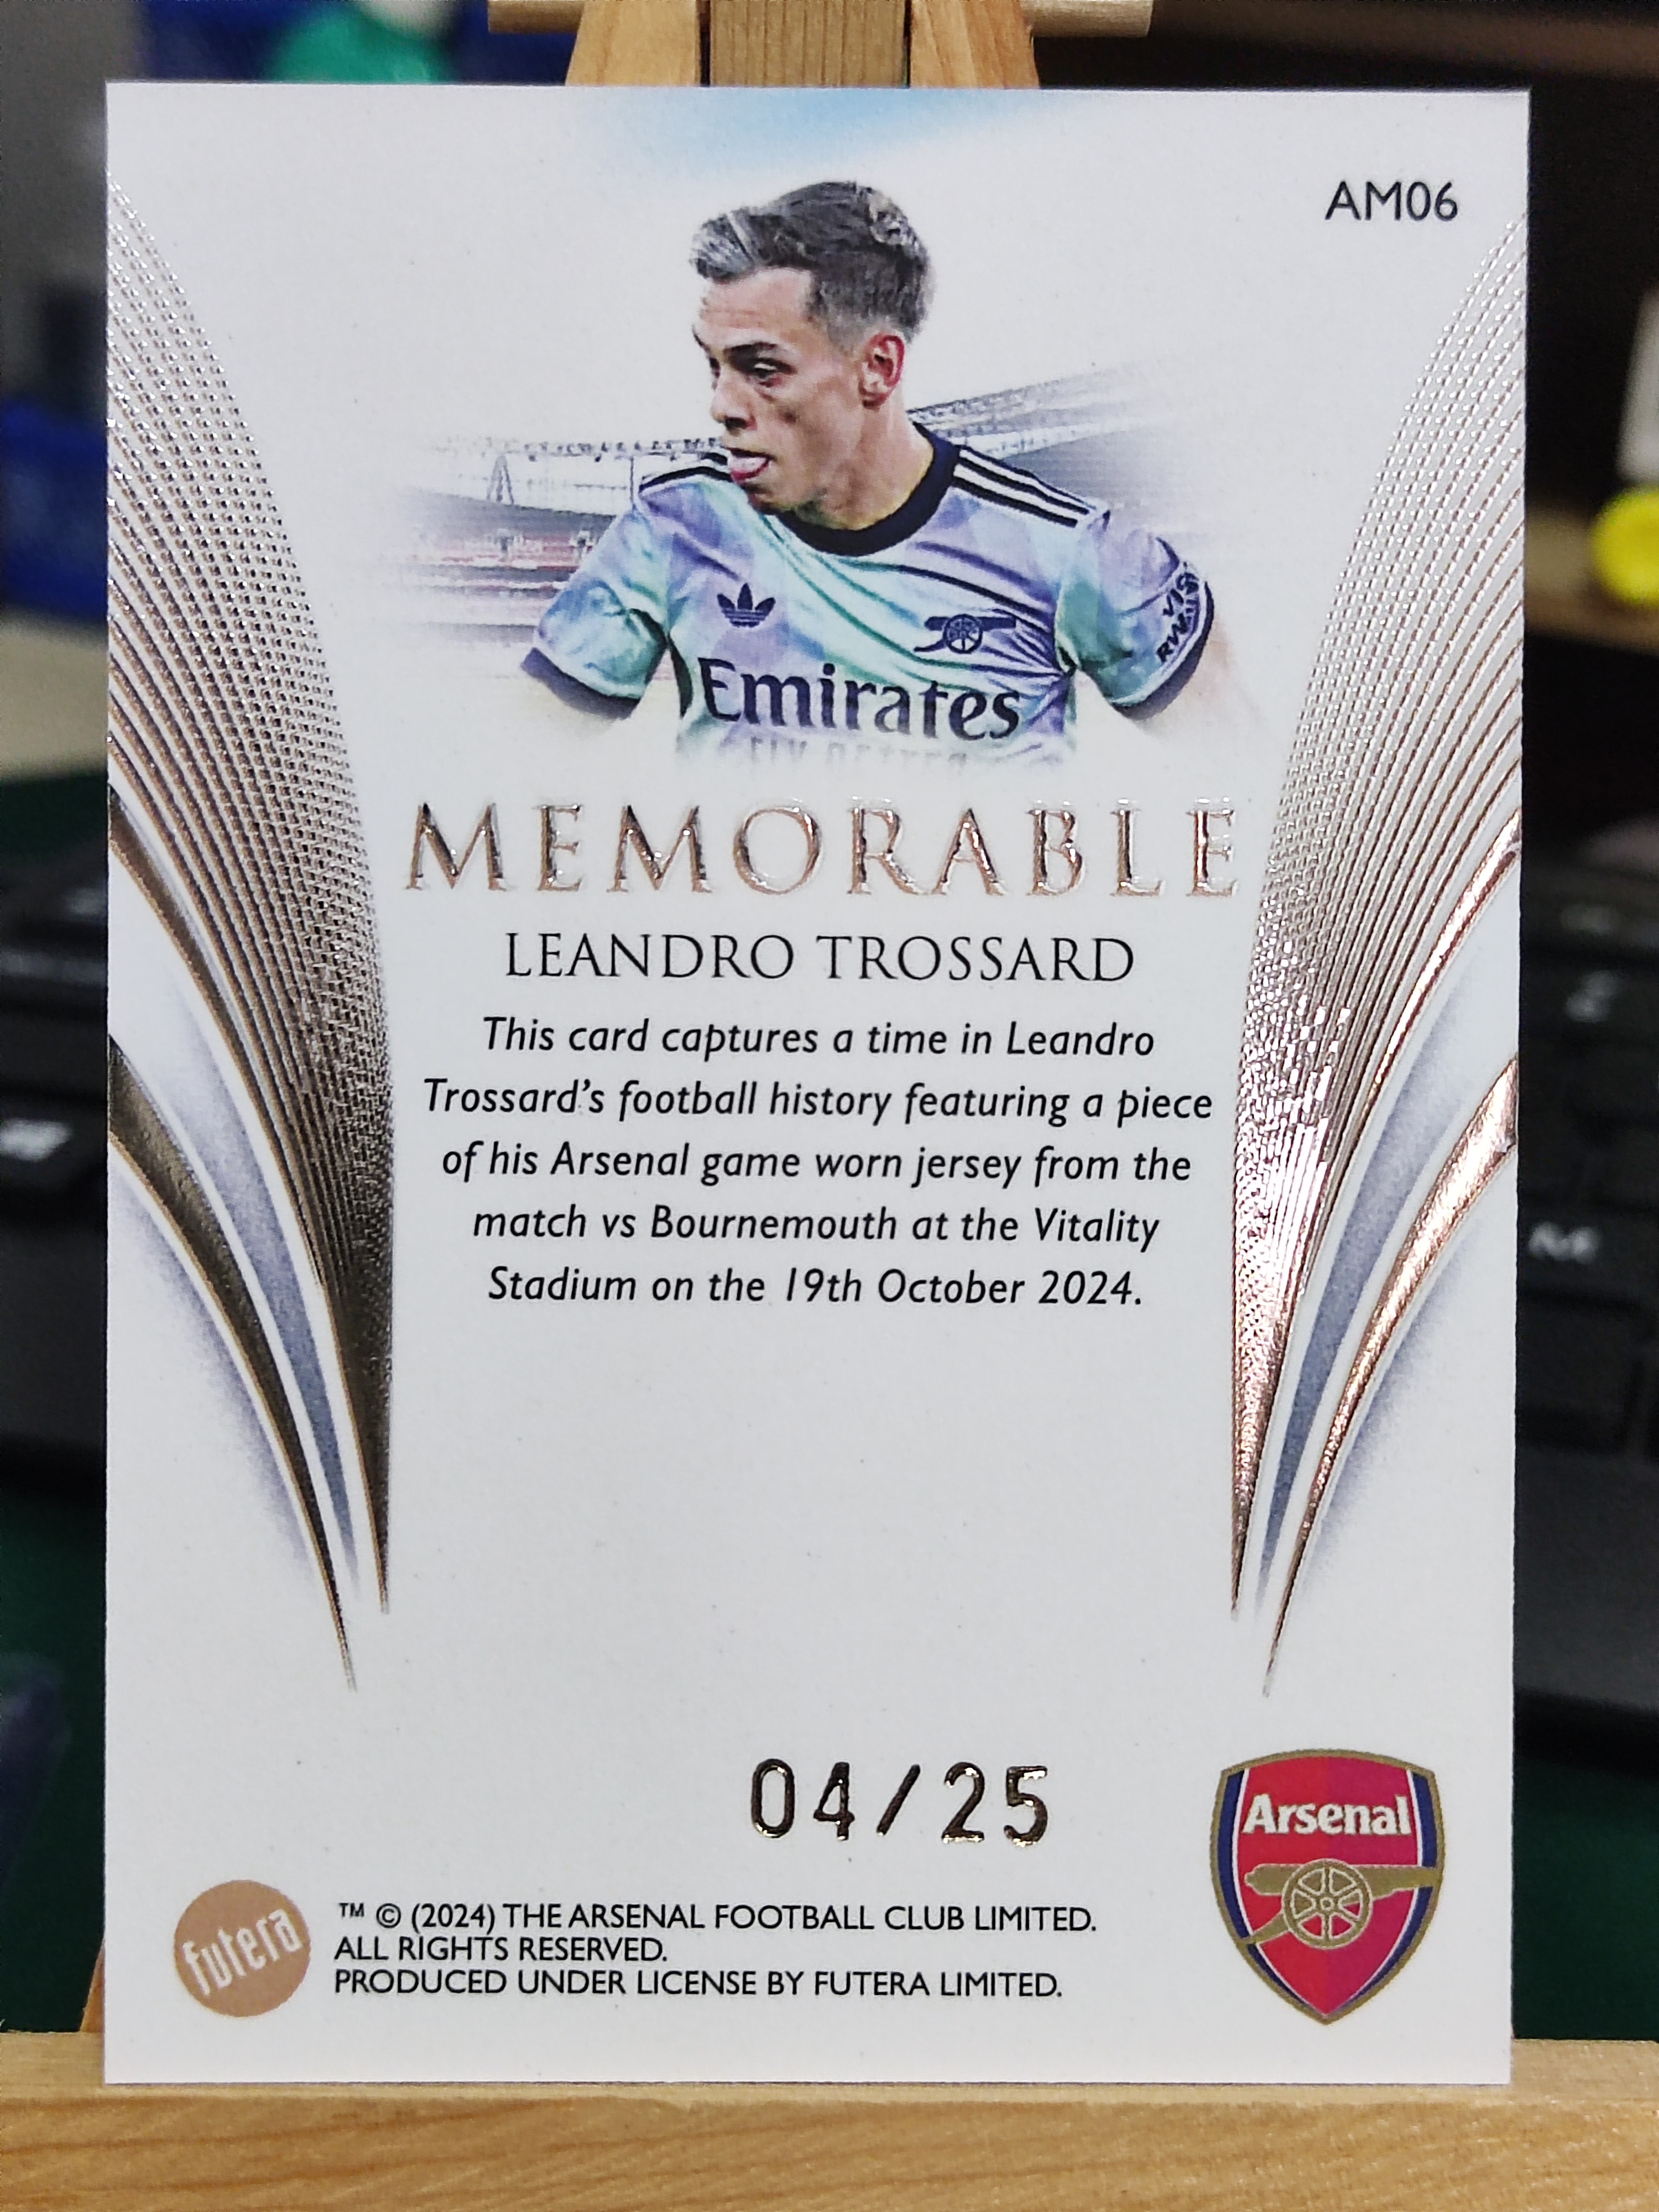 AM06
VISIT
RWA
Emirates
MEMORABLE
LEANDRO TROSSARD
This card captures a time in Leandro
Trossard's football history featuring a piece
of his Arsenal game worn jersey from the
match vs Bournemouth at the Vitality
Stadium on the 19th October 2024.
04/25
Arsenal
futera
™ © (2024) THE ARSENAL FOOTBALL CLUB LIMITED.
ALL RIGHTS RESERVED.
PRODUCED UNDER LICENSE BY FUTERA LIMITED.